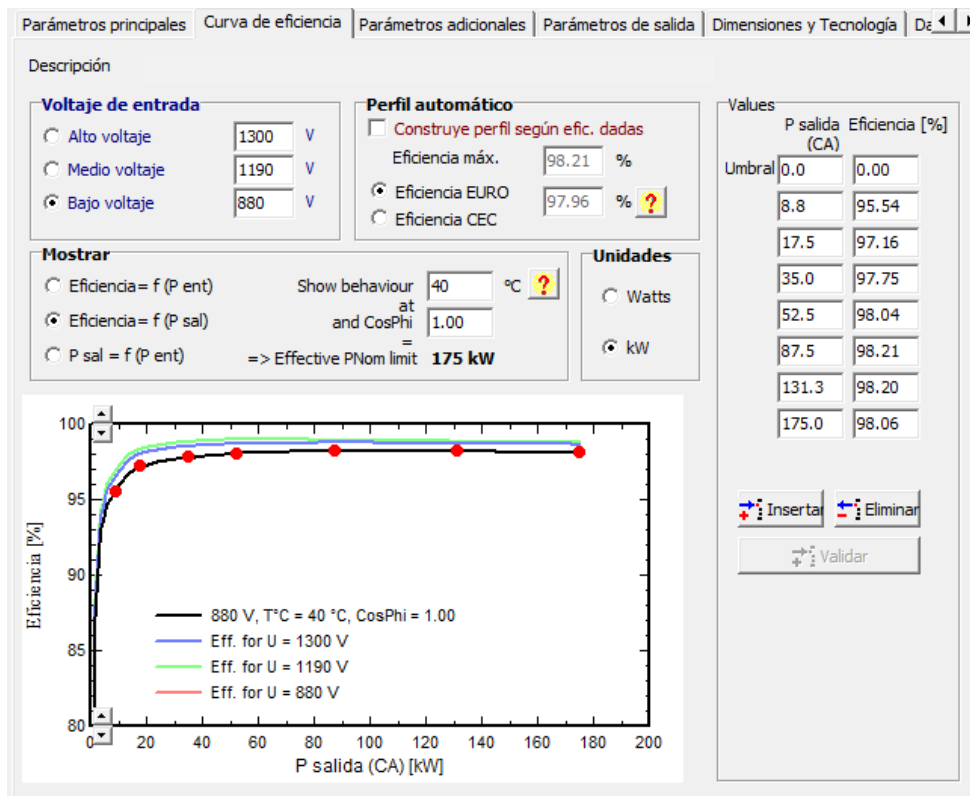 Parámetros principales Curva de eficiencia Parámetros adicionales Parámetros de salida Dimensiones y Tecnología
Descripción
Voltaje de entrada
Alto voltaje 1300 V
Medio voltaje 1190 V
Bajo voltaje 880 V
Perfil automático
Construye perfil según efic. dadas
Eficiencia máx. 98.21 %
Eficiencia EURO 97.96 % ?
Eficiencia CEC
Mostrar
Eficiencia= f (P ent)
Eficiencia= f (P sal)
P sal = f (P ent)
Show behaviour at 40 ºC ?
and CosPhi = 1.00
=> Effective PNom limit 175 kW
Unidades
Watts
kW
Values
P salida (CA) Eficiencia [%]
Umbral 0.0 0.00
8.8 95.54
17.5 97.16
35.0 97.75
52.5 98.04
87.5 98.21
131.3 98.20
175.0 98.06
Insertar Eliminar
Validar
100
95
90
85
80
Eficiencia [%]
880 V, TºC = 40 °C, CosPhi = 1.00
Eff. for U = 1300 V
Eff. for U = 1190 V
Eff. for U = 880 V
0 20 40 60 80 100 120 140 160 180 200
P salida (CA) [kW]